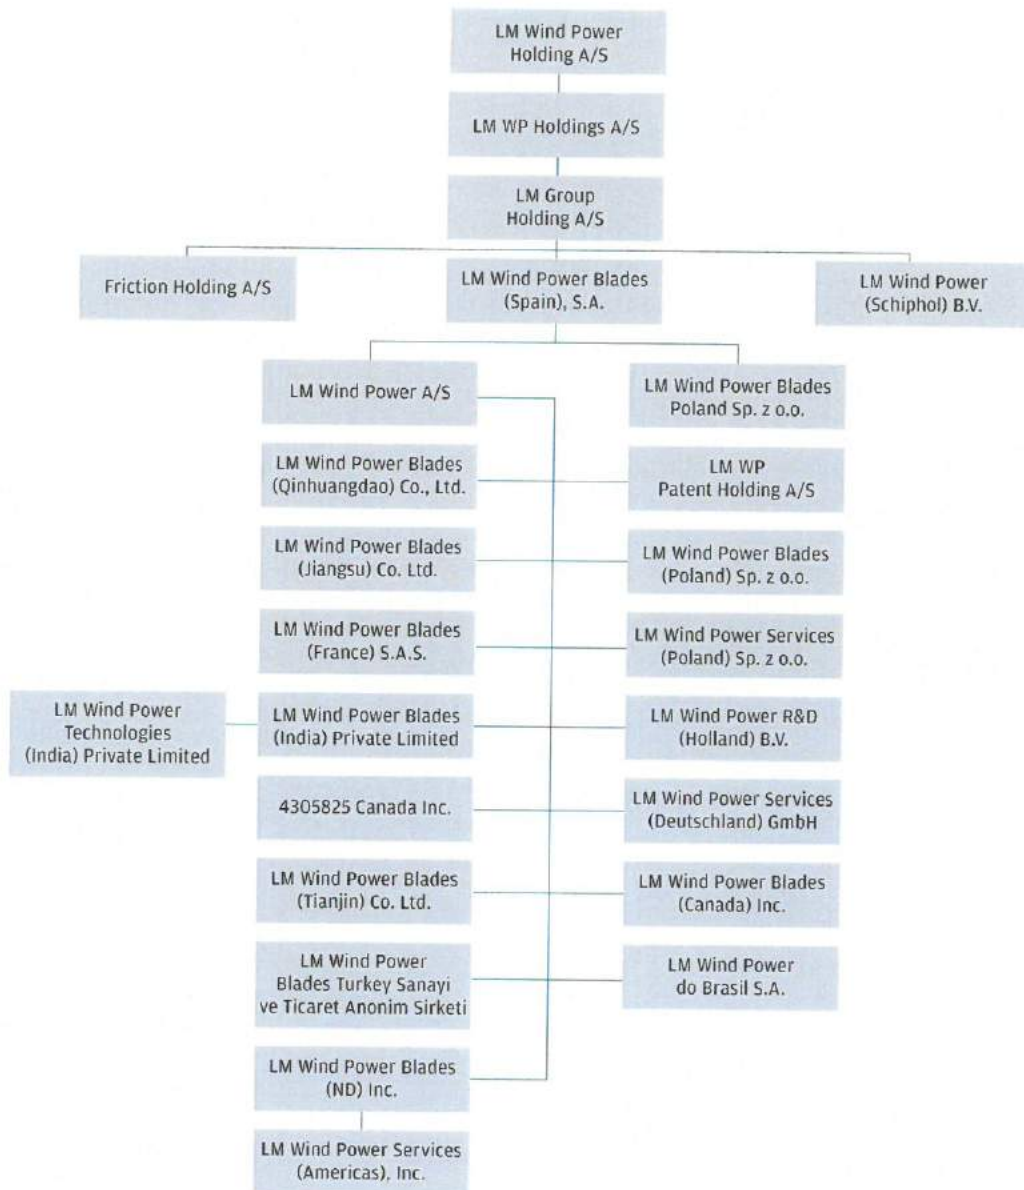 LM Wind Power
Holding A/S
LM WP Holdings A/S
LM Group
Holding A/S
Friction Holding A/S
LM Wind Power Blades
(Spain), S.A.
LM Wind Power
(Schiphol) B.V.
LM Wind Power A/S
LM Wind Power Blades
Poland Sp. z o.o.
LM Wind Power Blades
(Qinhuangdao) Co., Ltd.
LM WP
Patent Holding A/S
LM Wind Power Blades
(Jiangsu) Co. Ltd.
LM Wind Power Blades
(Poland) Sp. z o.o.
LM Wind Power Blades
(France) S.A.S.
LM Wind Power Services
(Poland) Sp. z o.o.
LM Wind Power
Technologies
(India) Private Limited
LM Wind Power Blades
(India) Private Limited
LM Wind Power R&D
(Holland) B.V.
4305825 Canada Inc.
LM Wind Power Services
(Deutschland) GmbH
LM Wind Power Blades
(Tianjin) Co. Ltd.
LM Wind Power Blades
(Canada) Inc.
LM Wind Power
Blades Turkey Sanayi
ve Ticaret Anonim Sirketi
LM Wind Power
do Brasil S.A.
LM Wind Power Blades
(ND) Inc.
LM Wind Power Services
(Americas), Inc.